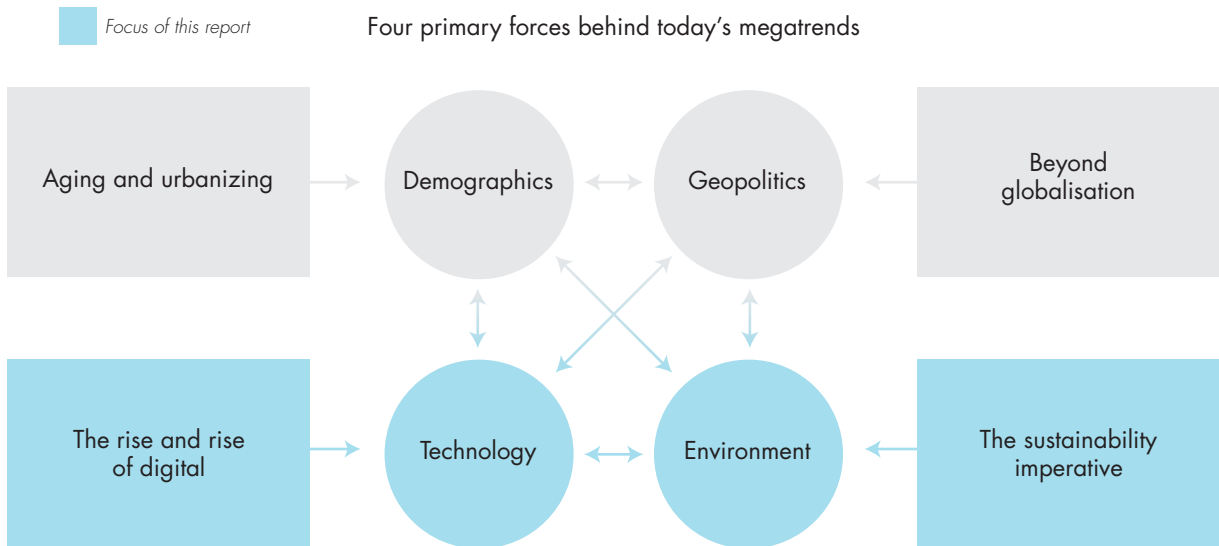 Focus of this report
Four primary forces behind today's megatrends
Aging and urbanizing
Demographics
Geopolitics
Beyond
globalisation
The rise and rise
of digital
Technology
Environment
The sustainability
imperative